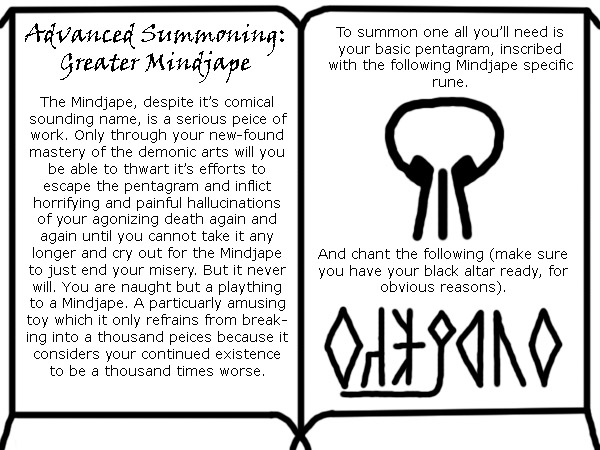 Advanced Summoning:
Greater Mindjape
The Mindjape, despite it's comical
sounding name, is a serious peice of
work. Only through your new-found
mastery of the demonic arts will you
be able to thwart it's efforts to
escape the pentagram and inflict
horrifying and painful hallucinations
of your agonizing death again and
again until you cannot take it any
longer and cry out for the Mindjape
to just end your misery. But it never
will. You are naught but a plaything
to a Mindjape. A particuarly amusing
toy which it only refrains from break-
ing into a thousand peices because it
considers your continued existence
to be a thousand times worse.
To summon one all you'll need is
your basic pentagram, inscribed
with the following Mindjape specific
rune.
And chant the following (make sure
you have your black altar ready, for
obvious reasons).